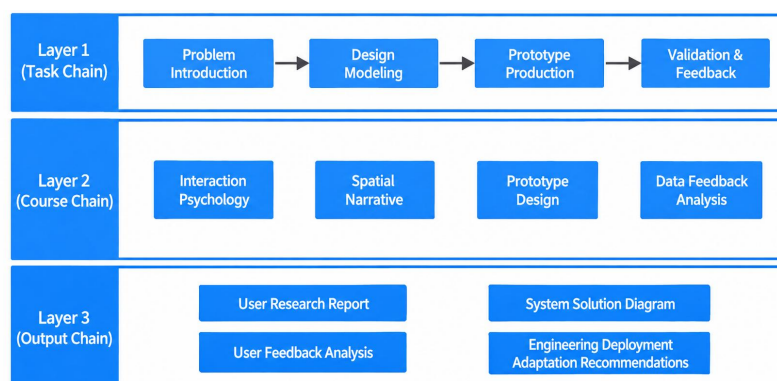 Layer 1
(Task Chain)
Problem
Introduction
Design
Modeling
Prototype
Production
Validation &
Feedback
Layer 2
(Course Chain)
Interaction
Psychology
Spatial
Narrative
Prototype
Design
Data Feedback
Analysis
Layer 3
(Output Chain)
User Research Report
System Solution Diagram
User Feedback Analysis
Engineering Deployment
Adaptation Recommendations